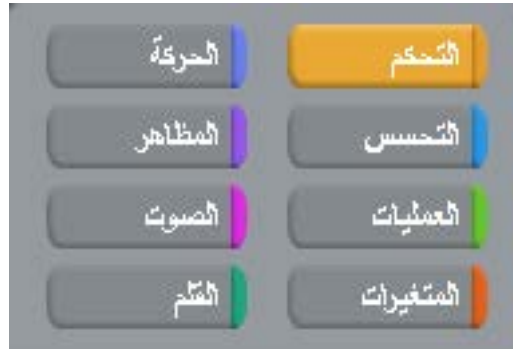 التحكم الحركة
التحسس المظاهر
العمليات الصوت
المتغيرات القلم